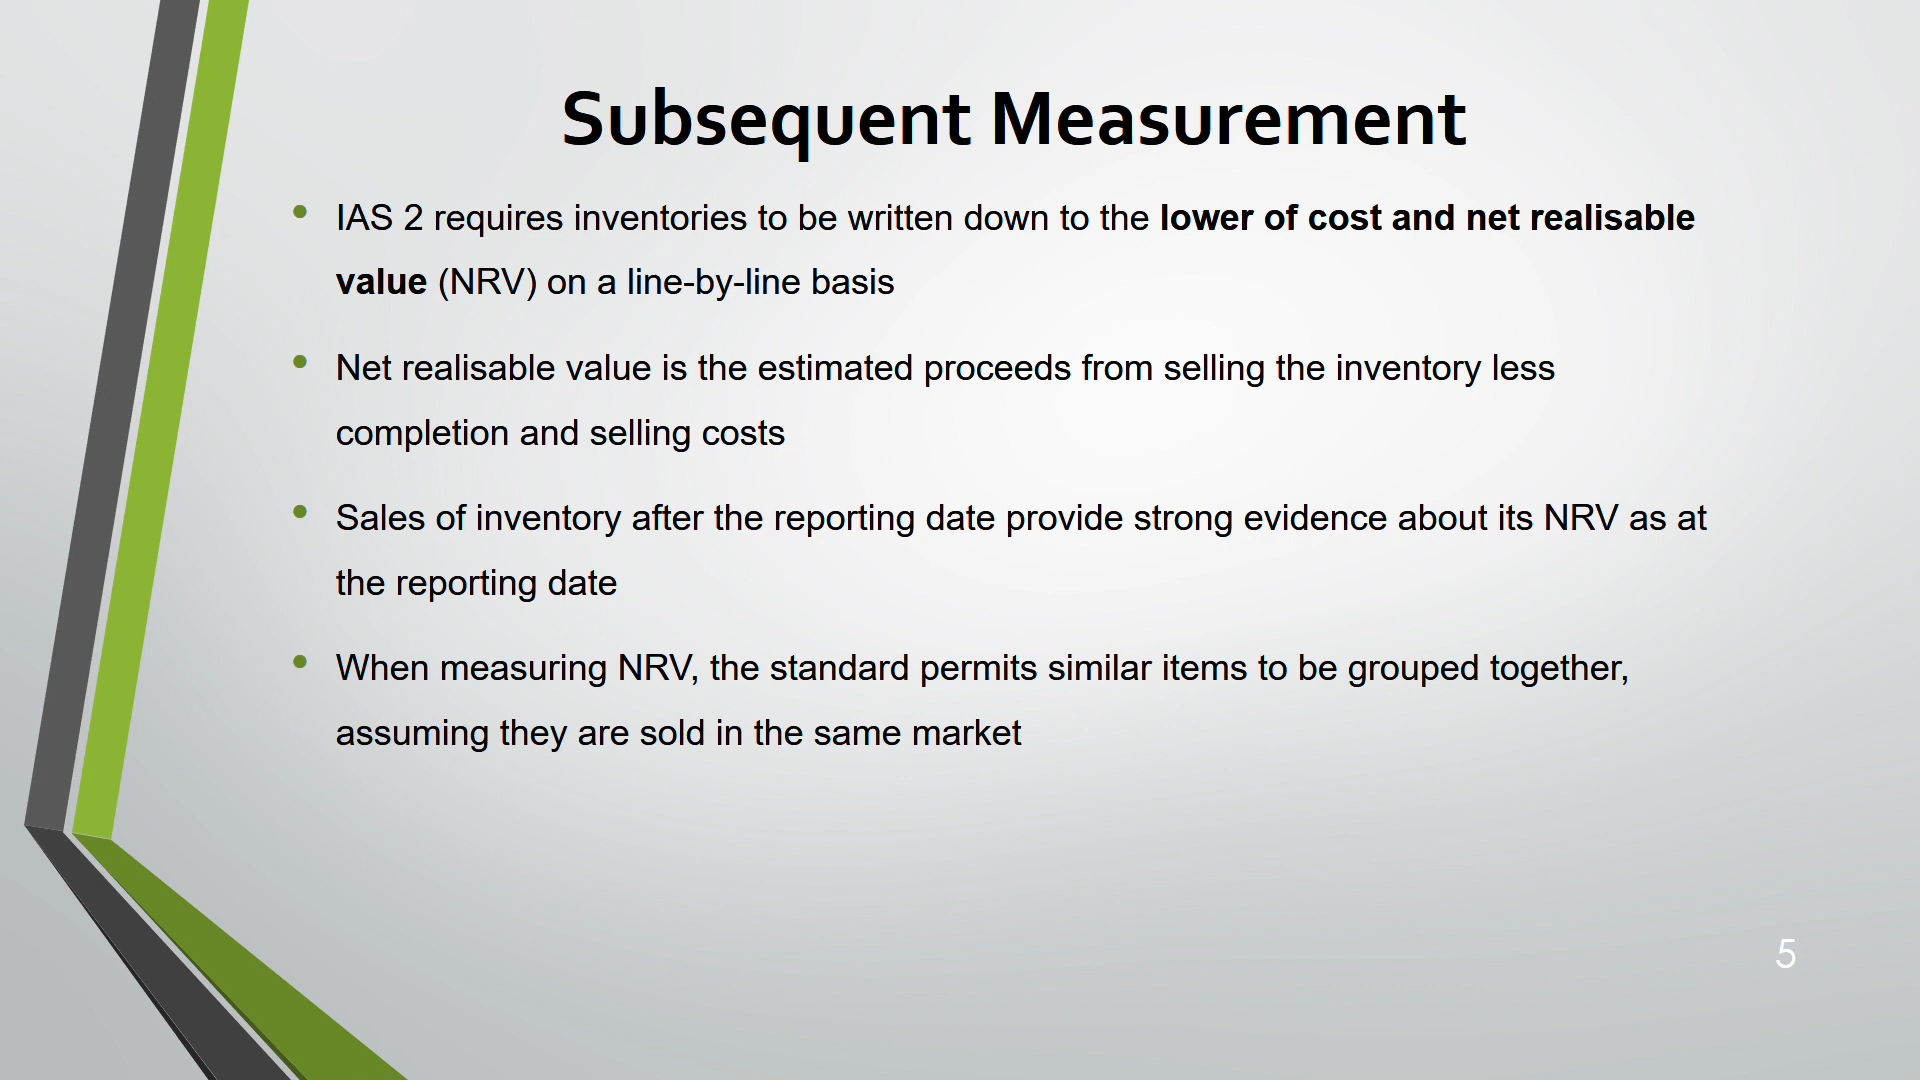 Subsequent Measurement
• IAS 2 requires inventories to be written down to the lower of cost and net realisable
value (NRV) on a line-by-line basis
• Net realisable value is the estimated proceeds from selling the inventory less
completion and selling costs
• Sales of inventory after the reporting date provide strong evidence about its NRV as at
the reporting date
• When measuring NRV, the standard permits similar items to be grouped together,
assuming they are sold in the same market
5